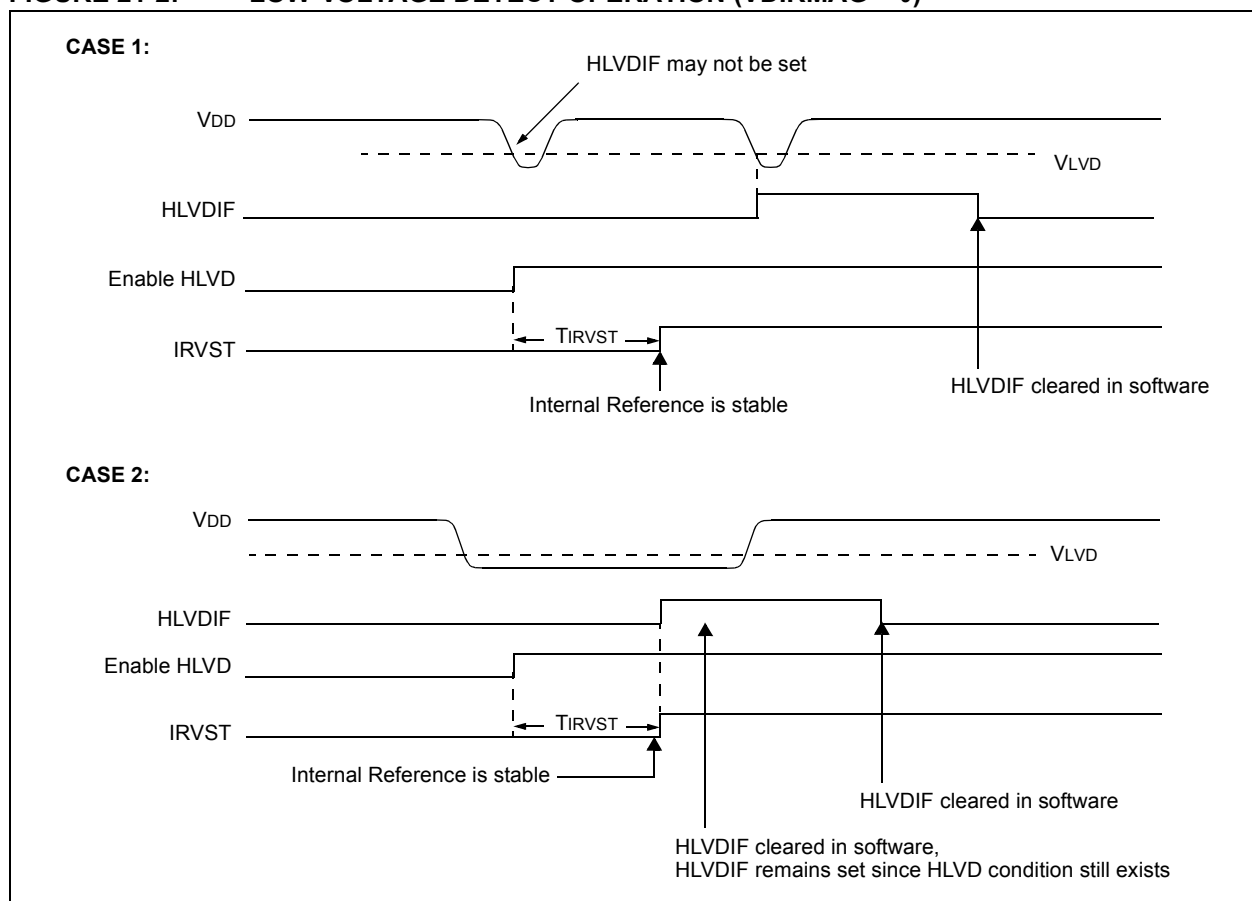 CASE 1:
HLVDIF may not be set
VDD
VLVD
HLVDIF
Enable HLVD
TIRVST
IRVST
HLVDIF cleared in software
Internal Reference is stable
CASE 2:
VDD
VLVD
HLVDIF
Enable HLVD
TIRVST
IRVST
Internal Reference is stable
HLVDIF cleared in software
HLVDIF cleared in software,
HLVDIF remains set since HLVD condition still exists